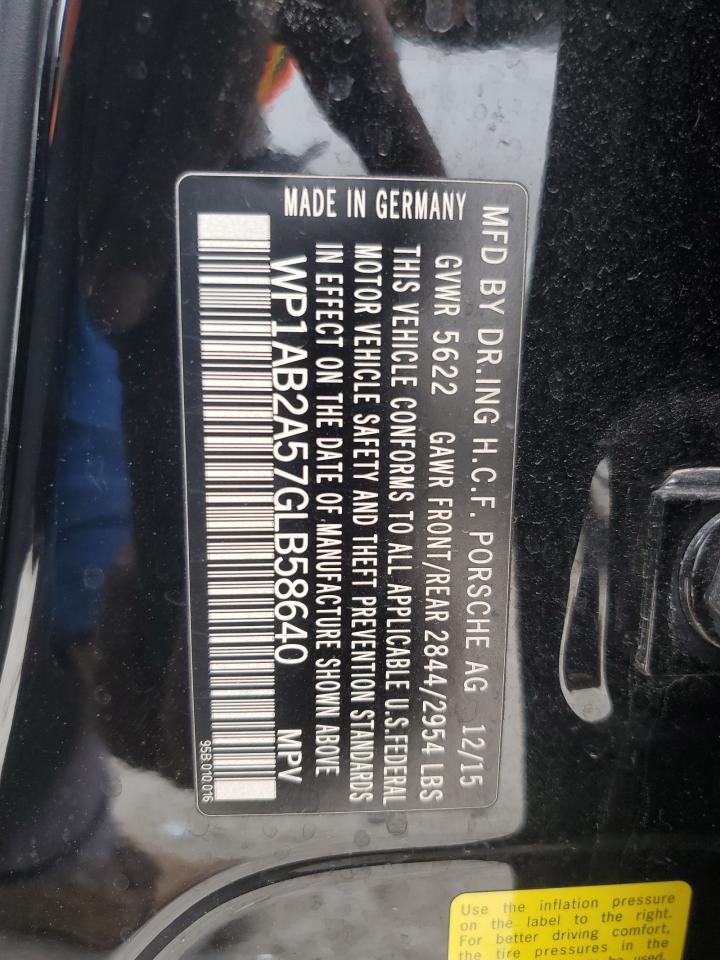 MFD BY DR.ING H.C.F. PORSCHE AG 12/15
GVWR 5622 GAWR FRONT/REAR 2844/2954 LBS
THIS VEHICLE CONFORMS TO ALL APPLICABLE U.S.FEDERAL
MOTOR VEHICLE SAFETY AND THEFT PREVENTION STANDARDS
IN EFFECT ON THE DATE OF MANUFACTURE SHOWN ABOVE
MADE IN GERMANY
WP1AB2A57GLB58640 MPV
95B.010.016
Use the inflation pressure
on the label to the right.
For better driving comfort,
the tire pressures in the
be used.